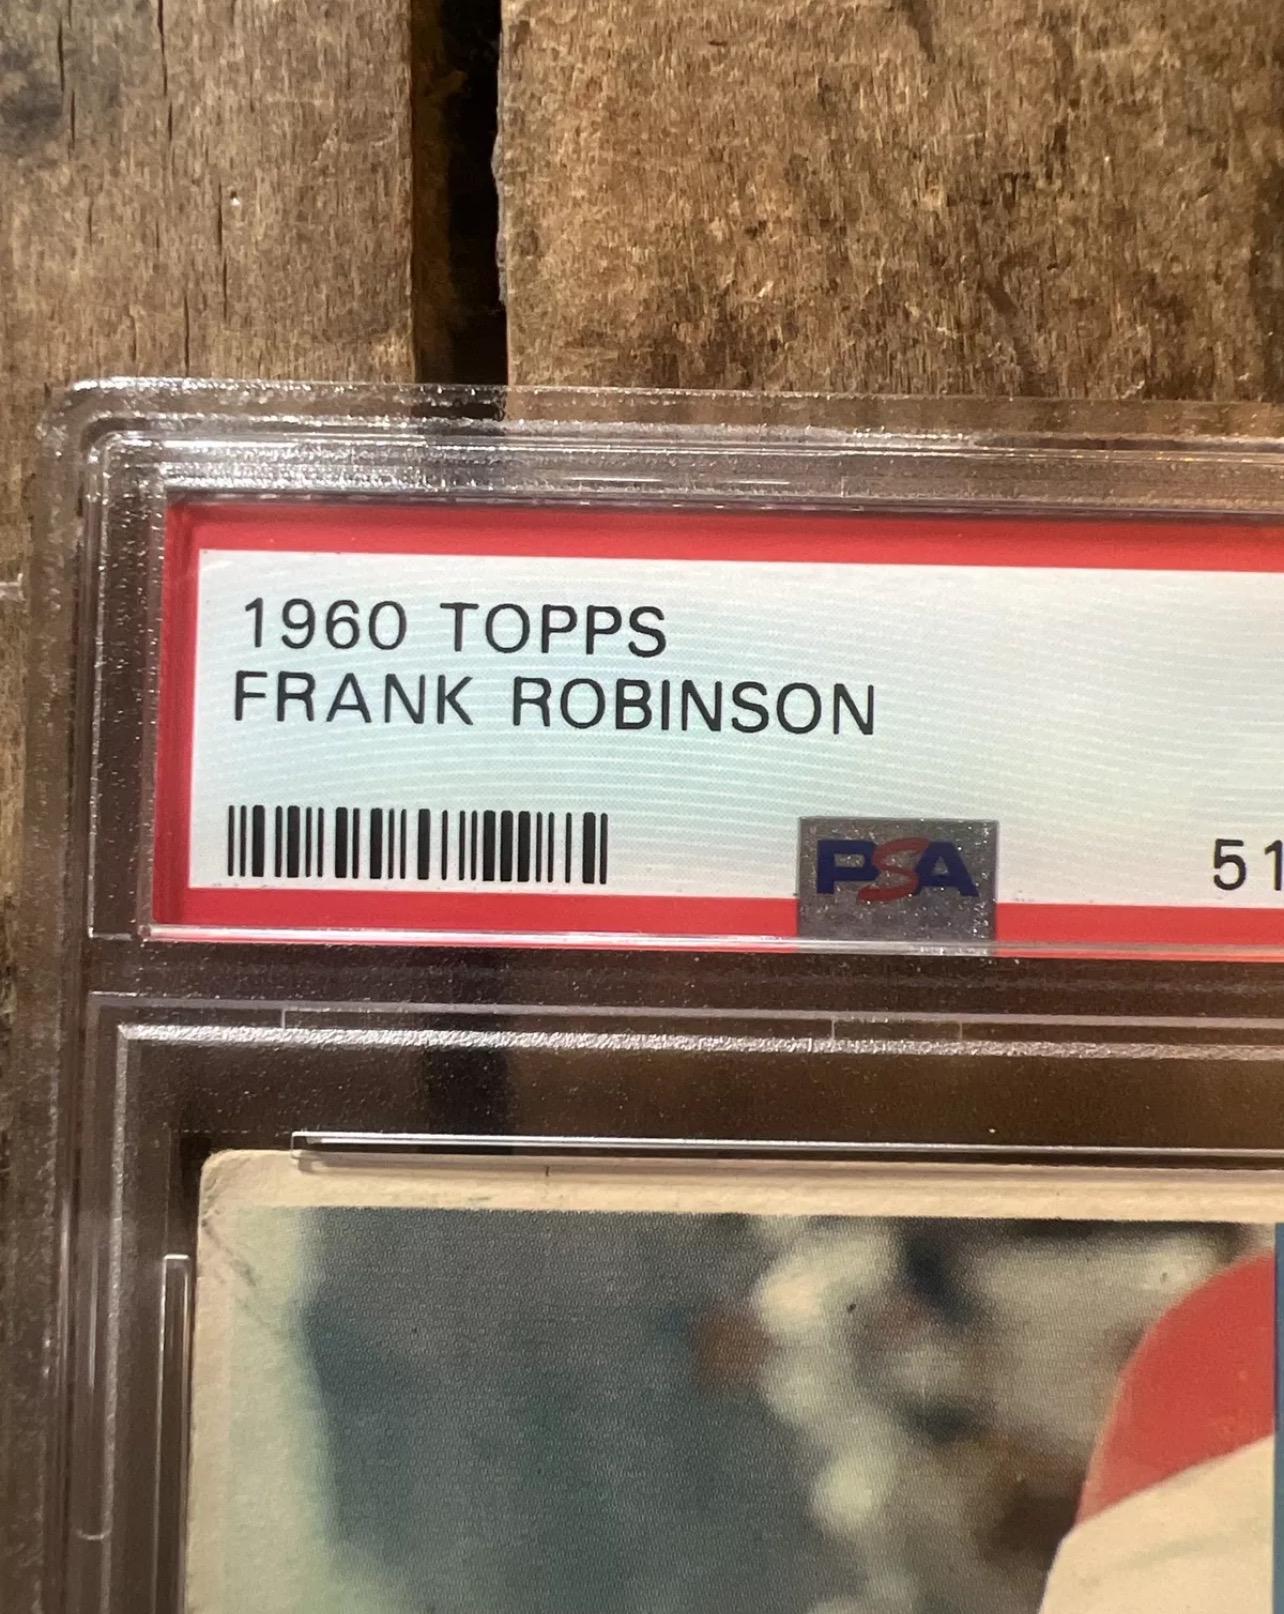 1960 TOPPS
FRANK ROBINSON
PSA
51